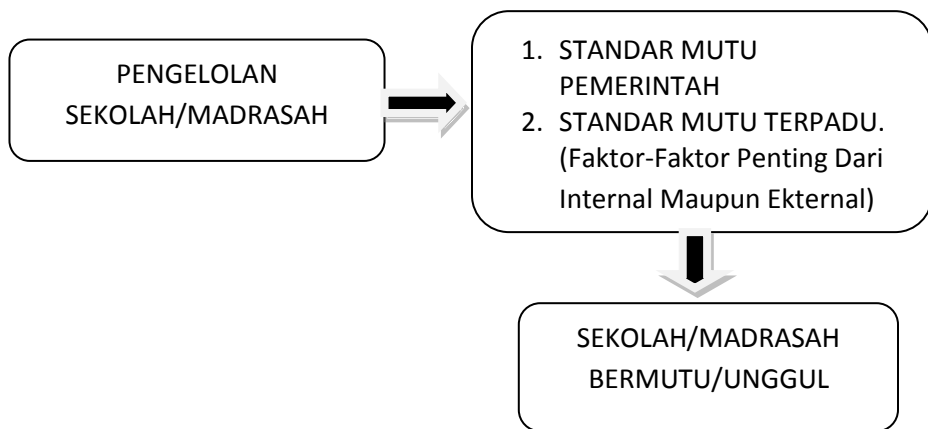 PENGELOLAN
SEKOLAH/MADRASAH
1. STANDAR MUTU
PEMERINTAH
2. STANDAR MUTU TERPADU.
(Faktor-Faktor Penting Dari
Internal Maupun Ekternal)
SEKOLAH/MADRASAH
BERMUTU/UNGGUL